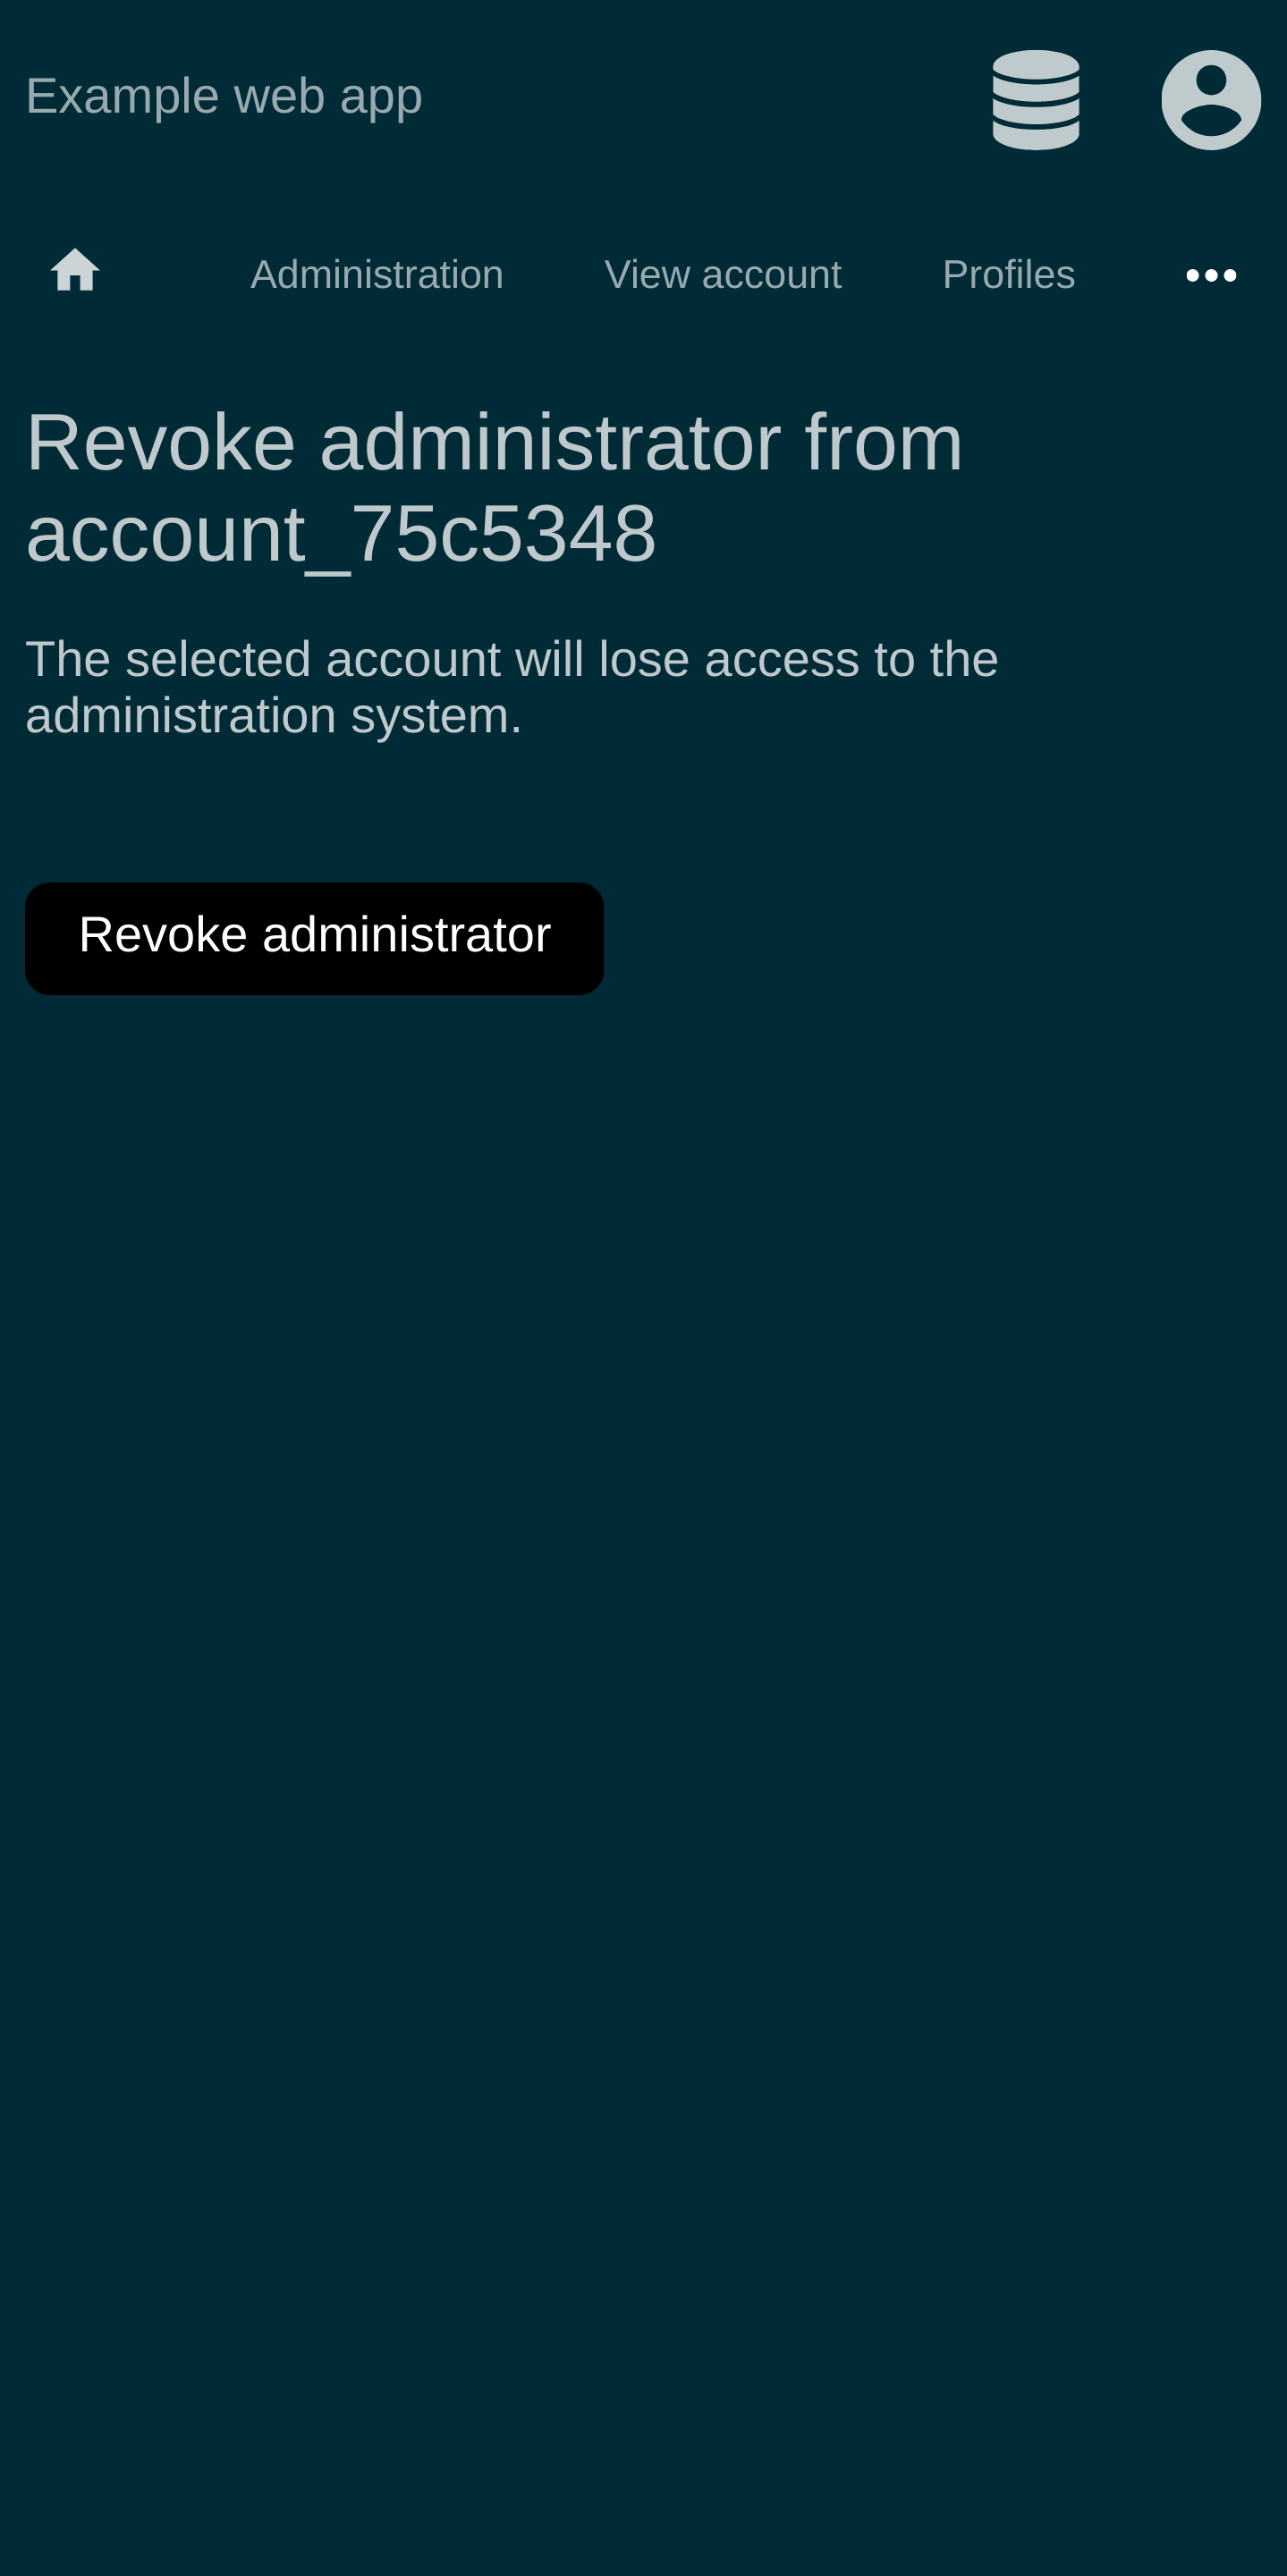 Example web app
Administration View account Profiles
Revoke administrator from
account_75c5348
The selected account will lose access to the
administration system.
Revoke administrator